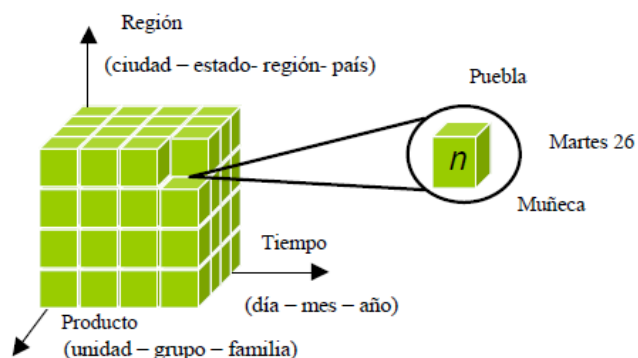 Región
(ciudad – estado- región- país)
Puebla
Martes 26
n
Muñeca
Tiempo
(día – mes – año)
Producto
(unidad – grupo – familia)